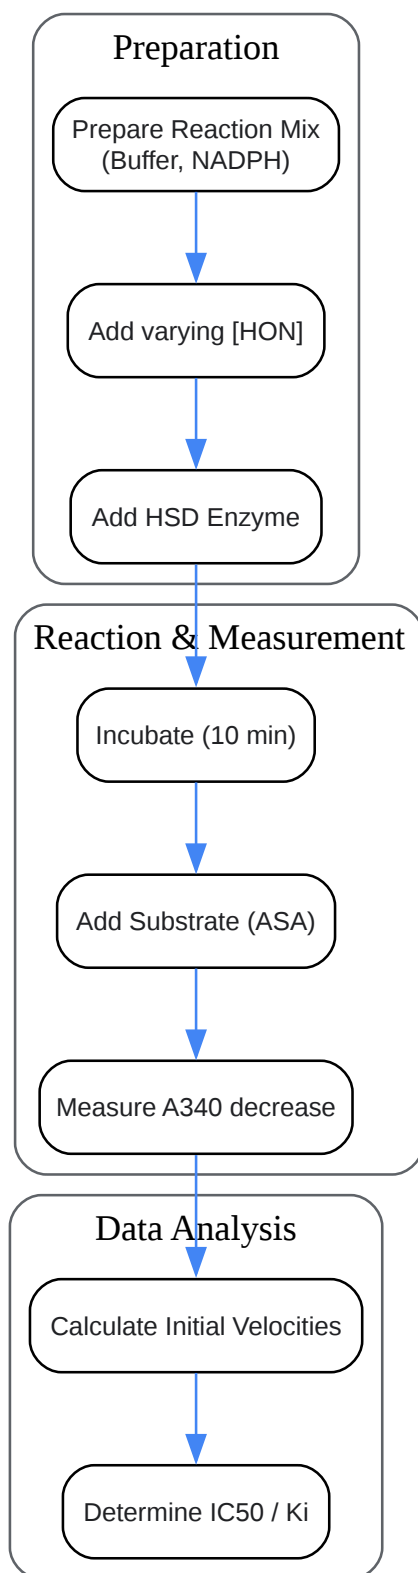 Preparation
Prepare Reaction Mix
(Buffer, NADPH)
Add varying [HON]
Add HSD Enzyme
Reaction & Measurement
Incubate (10 min)
Add Substrate (ASA)
Measure A340 decrease
Data Analysis
Calculate Initial Velocities
Determine IC50 / Ki